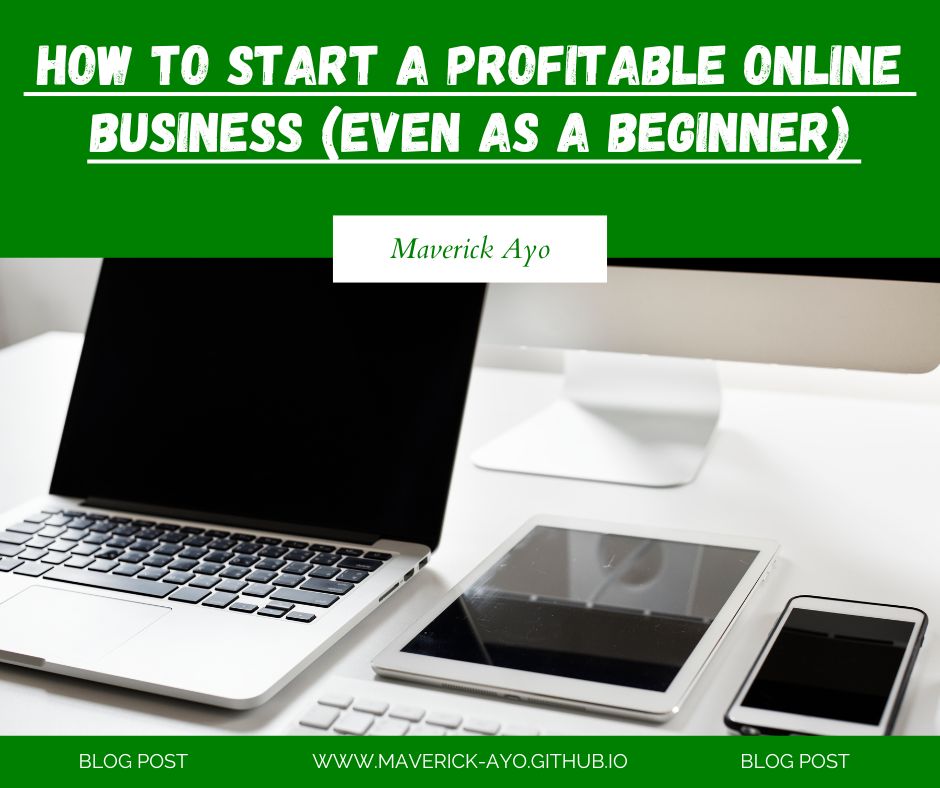 HOW TO START A PROFITABLE ONLINE
BUSINESS (EVEN AS A BEGINNER)
Maverick Ayo
BLOG POST WWW.MAVERICK-AYO.GITHUB.IO BLOG POST